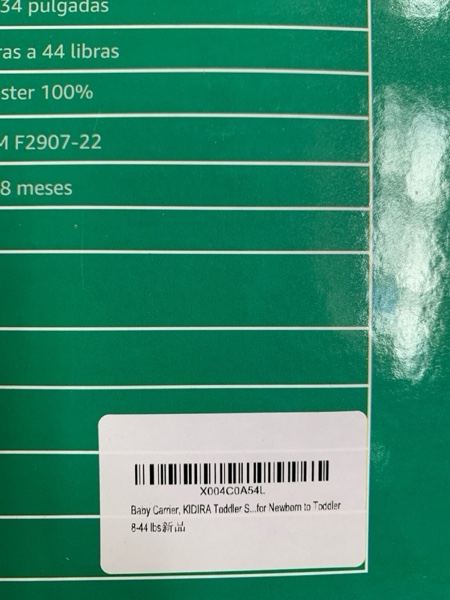 34 pulgadas
ras a 44 libras
ster 100%
M F2907-22
8 meses
X004C0A54L
Baby Carrier, KIDIRA Toddler S...for Newborn to Toddler
8-44 lbs新品